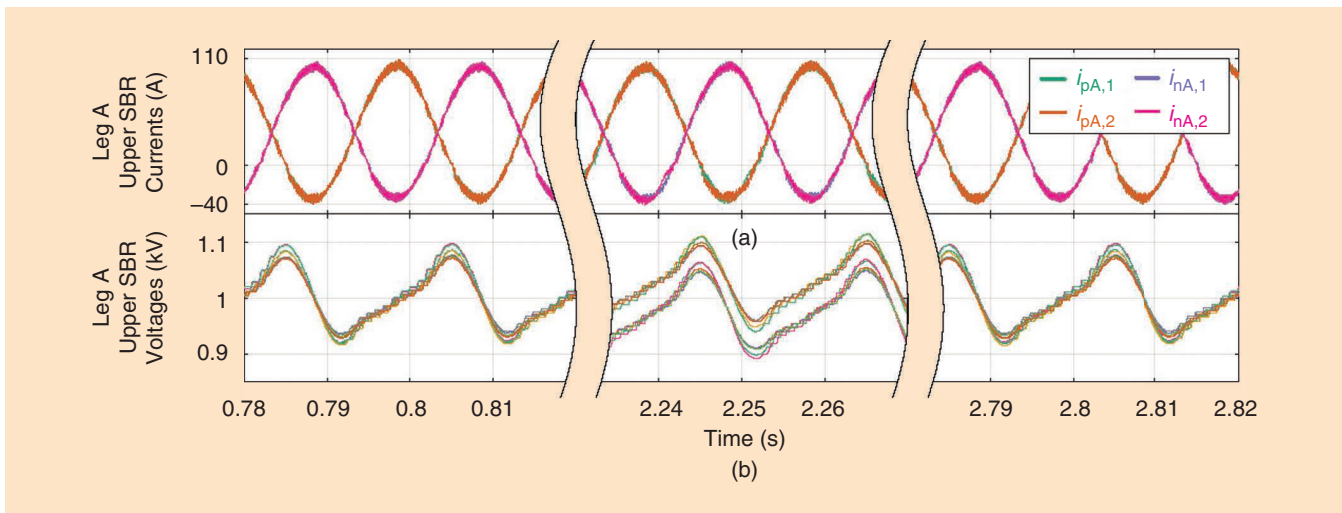 Leg A
Upper SBR
Currents (A)
110
0
–40
i_pA,1 i_nA,1
i_pA,2 i_nA,2
(a)
Leg A
Upper SBR
Voltages (kV)
1.1
1
0.9
0.78 0.79 0.8 0.81 2.24 2.25 2.26 2.79 2.8 2.81 2.82
Time (s)
(b)